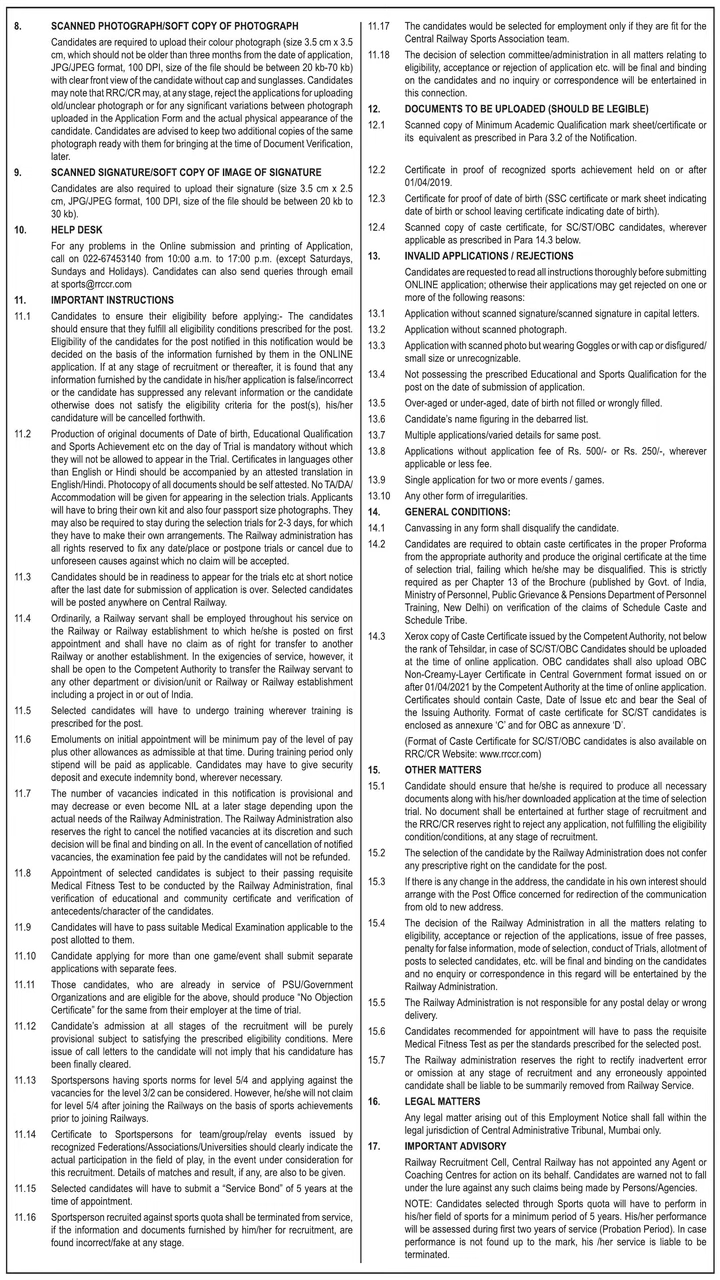 8. SCANNED PHOTOGRAPH/SOFT COPY OF PHOTOGRAPH
Candidates are required to upload their colour photograph (size 3.5 cm x 3.5
cm, which should not be older than three months from the date of application,
JPG/JPEG format, 100 DPI, size of the file should be between 20 kb-70 kb)
with clear front view of the candidate without cap and sunglasses. Candidates
may note that RRC/CR may, at any stage, reject the applications for uploading
old/unclear photograph or for any significant variations between photograph
uploaded in the Application Form and the actual physical appearance of the
candidate. Candidates are advised to keep two additional copies of the same
photograph ready with them for bringing at the time of Document Verification,
later.
9. SCANNED SIGNATURE/SOFT COPY OF IMAGE OF SIGNATURE
Candidates are also required to upload their signature (size 3.5 cm x 2.5
cm, JPG/JPEG format, 100 DPI, size of the file should be between 20 kb to
30 kb).
10. HELP DESK
For any problems in the Online submission and printing of Application,
call on 022-67453140 from 10:00 a.m. to 17:00 p.m. (except Saturdays,
Sundays and Holidays). Candidates can also send queries through email
at sports@rrccr.com
11. IMPORTANT INSTRUCTIONS
11.1 Candidates to ensure their eligibility before applying:- The candidates
should ensure that they fulfill all eligibility conditions prescribed for the post.
Eligibility of the candidates for the post notified in this notification would be
decided on the basis of the information furnished by them in the ONLINE
application. If at any stage of recruitment or thereafter, it is found that any
information furnished by the candidate in his/her application is false/incorrect
or the candidate has suppressed any relevant information or the candidate
otherwise does not satisfy the eligibility criteria for the post(s), his/her
candidature will be cancelled forthwith.
11.2 Production of original documents of Date of birth, Educational Qualification
and Sports Achievement etc on the day of Trial is mandatory without which
they will not be allowed to appear in the Trial. Certificates in languages other
than English or Hindi should be accompanied by an attested translation in
English/Hindi. Photocopy of all documents should be self attested. No TA/DA/
Accommodation will be given for appearing in the selection trials. Applicants
will have to bring their own kit and also four passport size photographs. They
may also be required to stay during the selection trials for 2-3 days, for which
they have to make their own arrangements. The Railway administration has
all rights reserved to fix any date/place or postpone trials or cancel due to
unforeseen causes against which no claim will be accepted.
11.3 Candidates should be in readiness to appear for the trials etc at short notice
after the last date for submission of application is over. Selected candidates
will be posted anywhere on Central Railway.
11.4 Ordinarily, a Railway servant shall be employed throughout his service on
the Railway or Railway establishment to which he/she is posted on first
appointment and shall have no claim as of right for transfer to another
Railway or another establishment. In the exigencies of service, however, it
shall be open to the Competent Authority to transfer the Railway servant to
any other department or division/unit or Railway or Railway establishment
including a project in or out of India.
11.5 Selected candidates will have to undergo training wherever training is
prescribed for the post.
11.6 Emoluments on initial appointment will be minimum pay of the level of pay
plus other allowances as admissible at that time. During training period only
stipend will be paid as applicable. Candidates may have to give security
deposit and execute indemnity bond, wherever necessary.
11.7 The number of vacancies indicated in this notification is provisional and
may decrease or even become NIL at a later stage depending upon the
actual needs of the Railway Administration. The Railway Administration also
reserves the right to cancel the notified vacancies at its discretion and such
decision will be final and binding on all. In the event of cancellation of notified
vacancies, the examination fee paid by the candidates will not be refunded.
11.8 Appointment of selected candidates is subject to their passing requisite
Medical Fitness Test to be conducted by the Railway Administration, final
verification of educational and community certificate and verification of
antecedents/character of the candidates.
11.9 Candidates will have to pass suitable Medical Examination applicable to the
post allotted to them.
11.10 Candidate applying for more than one game/event shall submit separate
applications with separate fees.
11.11 Those candidates, who are already in service of PSU/Government
Organizations and are eligible for the above, should produce "No Objection
Certificate" for the same from their employer at the time of trial.
11.12 Candidate's admission at all stages of the recruitment will be purely
provisional subject to satisfying the prescribed eligibility conditions. Mere
issue of call letters to the candidate will not imply that his candidature has
been finally cleared.
11.13 Sportspersons having sports norms for level 5/4 and applying against the
vacancies for the level 3/2 can be considered. However, he/she will not claim
for level 5/4 after joining the Railways on the basis of sports achievements
prior to joining Railways.
11.14 Certificate to Sportspersons for team/group/relay events issued by
recognized Federations/Associations/Universities should clearly indicate the
actual participation in the field of play, in the event under consideration for
this recruitment. Details of matches and result, if any, are also to be given.
11.15 Selected candidates will have to submit a "Service Bond" of 5 years at the
time of appointment.
11.16 Sportsperson recruited against sports quota shall be terminated from service,
if the information and documents furnished by him/her for recruitment, are
found incorrect/fake at any stage.
11.17 The candidates would be selected for employment only if they are fit for the
Central Railway Sports Association team.
11.18 The decision of selection committee/administration in all matters relating to
eligibility, acceptance or rejection of application etc. will be final and binding
on the candidates and no inquiry or correspondence will be entertained in
this connection.
12. DOCUMENTS TO BE UPLOADED (SHOULD BE LEGIBLE)
12.1 Scanned copy of Minimum Academic Qualification mark sheet/certificate or
its equivalent as prescribed in Para 3.2 of the Notification.
12.2 Certificate in proof of recognized sports achievement held on or after
01/04/2019.
12.3 Certificate for proof of date of birth (SSC certificate or mark sheet indicating
date of birth or school leaving certificate indicating date of birth).
12.4 Scanned copy of caste certificate, for SC/ST/OBC candidates, wherever
applicable as prescribed in Para 14.3 below.
13. INVALID APPLICATIONS / REJECTIONS
Candidates are requested to read all instructions thoroughly before submitting
ONLINE application; otherwise their applications may get rejected on one or
more of the following reasons:
13.1 Application without scanned signature/scanned signature in capital letters.
13.2 Application without scanned photograph.
13.3 Application with scanned photo but wearing Goggles or with cap or disfigured/
small size or unrecognizable.
13.4 Not possessing the prescribed Educational and Sports Qualification for the
post on the date of submission of application.
13.5 Over-aged or under-aged, date of birth not filled or wrongly filled.
13.6 Candidate's name figuring in the debarred list.
13.7 Multiple applications/varied details for same post.
13.8 Applications without application fee of Rs. 500/- or Rs. 250/-, wherever
applicable or less fee.
13.9 Single application for two or more events / games.
13.10 Any other form of irregularities.
14. GENERAL CONDITIONS:
14.1 Canvassing in any form shall disqualify the candidate.
14.2 Candidates are required to obtain caste certificates in the proper Proforma
from the appropriate authority and produce the original certificate at the time
of selection trial, failing which he/she may be disqualified. This is strictly
required as per Chapter 13 of the Brochure (published by Govt. of India,
Ministry of Personnel, Public Grievance & Pensions Department of Personnel
Training, New Delhi) on verification of the claims of Schedule Caste and
Schedule Tribe.
14.3 Xerox copy of Caste Certificate issued by the Competent Authority, not below
the rank of Tehsildar, in case of SC/ST/OBC Candidates should be uploaded
at the time of online application. OBC candidates shall also upload OBC
Non-Creamy-Layer Certificate in Central Government format issued on or
after 01/04/2021 by the Competent Authority at the time of online application.
Certificates should contain Caste, Date of Issue etc and bear the Seal of
the Issuing Authority. Format of caste certificate for SC/ST candidates is
enclosed as annexure 'C' and for OBC as annexure 'D'.
(Format of Caste Certificate for SC/ST/OBC candidates is also available on
RRC/CR Website: www.rrccr.com)
15. OTHER MATTERS
15.1 Candidate should ensure that he/she is required to produce all necessary
documents along with his/her downloaded application at the time of selection
trial. No document shall be entertained at further stage of recruitment and
the RRC/CR reserves right to reject any application, not fulfilling the eligibility
condition/conditions, at any stage of recruitment.
15.2 The selection of the candidate by the Railway Administration does not confer
any prescriptive right on the candidate for the post.
15.3 If there is any change in the address, the candidate in his own interest should
arrange with the Post Office concerned for redirection of the communication
from old to new address.
15.4 The decision of the Railway Administration in all the matters relating to
eligibility, acceptance or rejection of the applications, issue of free passes,
penalty for false information, mode of selection, conduct of Trials, allotment of
posts to selected candidates, etc. will be final and binding on the candidates
and no enquiry or correspondence in this regard will be entertained by the
Railway Administration.
15.5 The Railway Administration is not responsible for any postal delay or wrong
delivery.
15.6 Candidates recommended for appointment will have to pass the requisite
Medical Fitness Test as per the standards prescribed for the selected post.
15.7 The Railway administration reserves the right to rectify inadvertent error
or omission at any stage of recruitment and any erroneously appointed
candidate shall be liable to be summarily removed from Railway Service.
16. LEGAL MATTERS
Any legal matter arising out of this Employment Notice shall fall within the
legal jurisdiction of Central Administrative Tribunal, Mumbai only.
17. IMPORTANT ADVISORY
Railway Recruitment Cell, Central Railway has not appointed any Agent or
Coaching Centres for action on its behalf. Candidates are warned not to fall
under the lure against any such claims being made by Persons/Agencies.
NOTE: Candidates selected through Sports quota will have to perform in
his/her field of sports for a minimum period of 5 years. His/her performance
will be assessed during first two years of service (Probation Period). In case
performance is not found up to the mark, his /her service is liable to be
terminated.